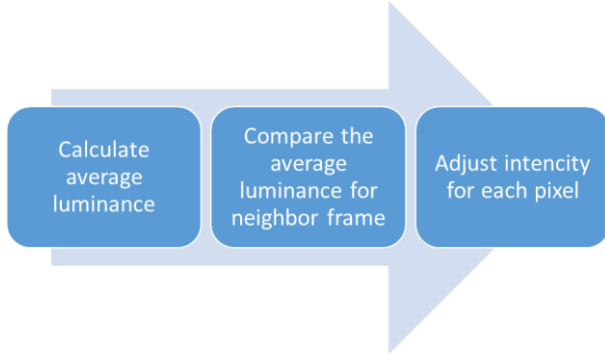 Calculate
average
luminance
Compare the
average
luminance for
neighbor frame
Adjust intencity
for each pixel